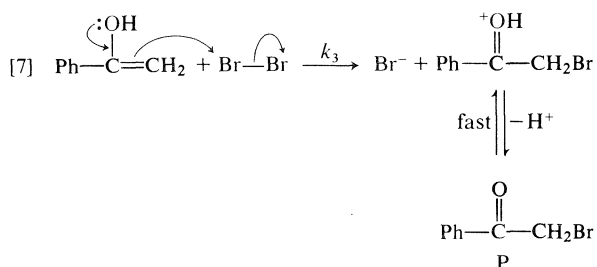 :OH
[7] Ph—C=CH₂ + Br—Br k₃ Br⁻ + Ph—C—CH₂Br
⁺OH
fast −H⁺
O
Ph—C—CH₂Br
P